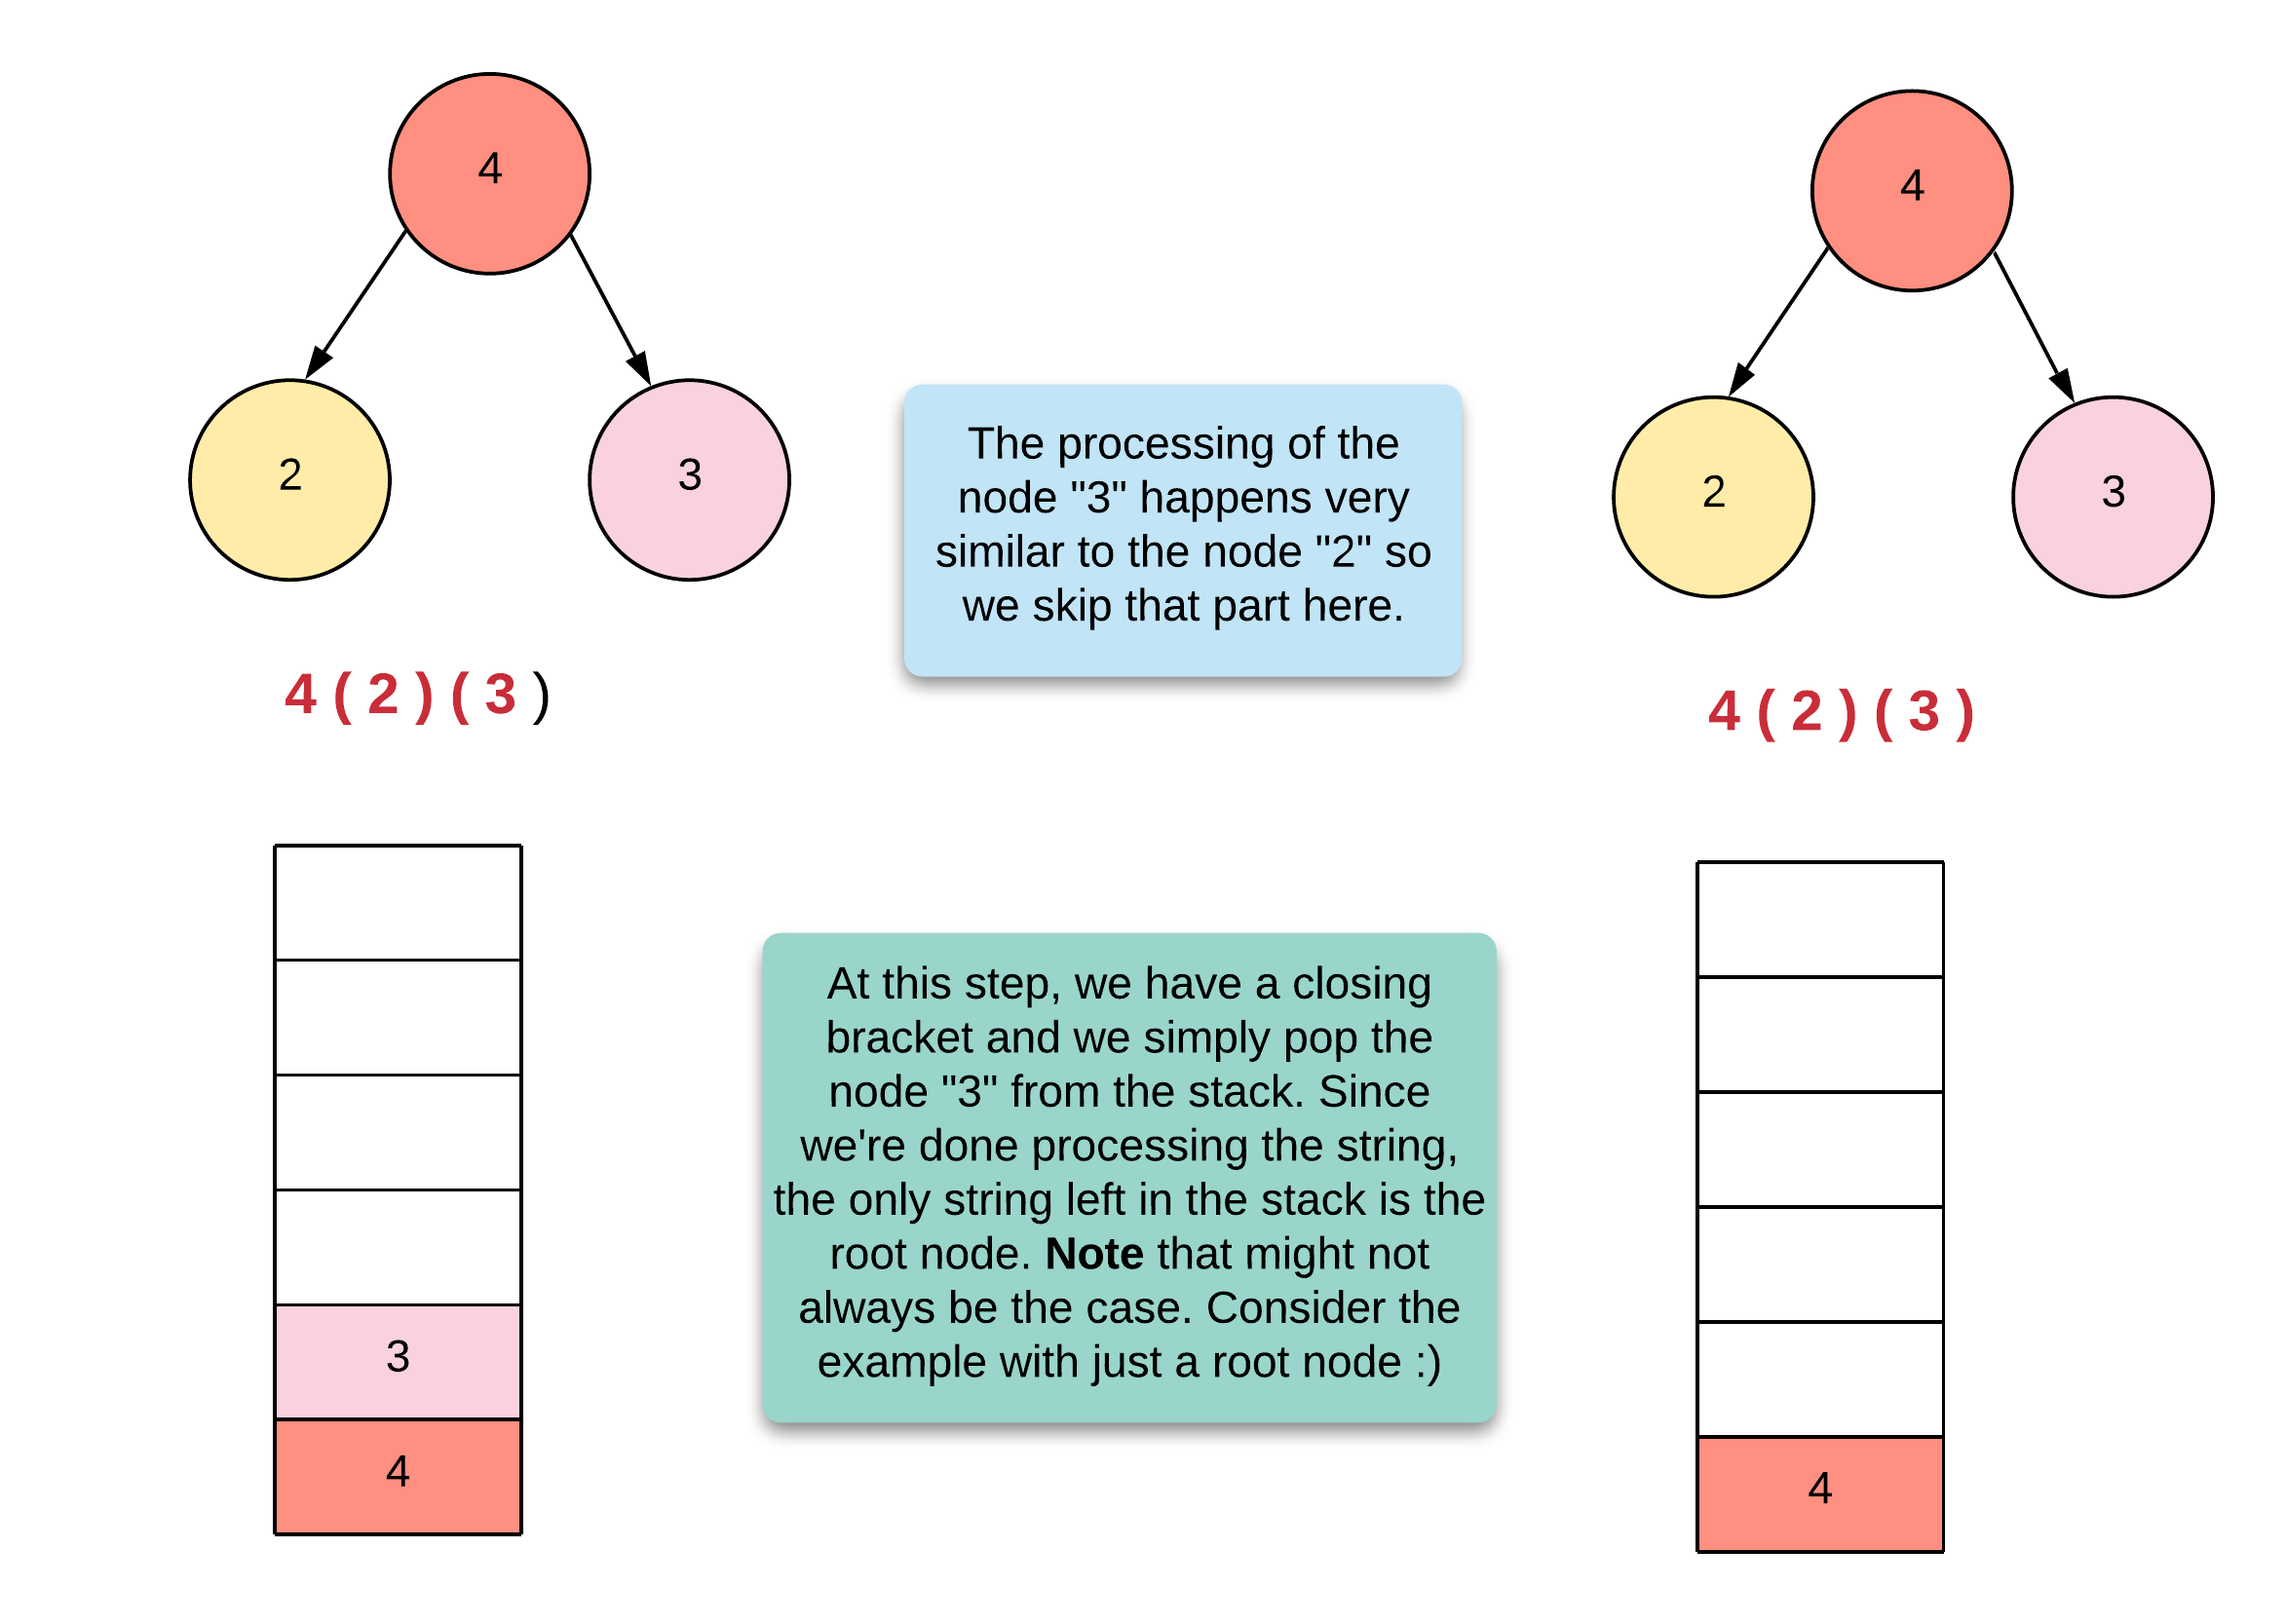 4
2
3
4(2)(3)
3
4
The processing of the
node "3" happens very
similar to the node "2" so
we skip that part here.
At this step, we have a closing
bracket and we simply pop the
node "3" from the stack. Since
we're done processing the string,
the only string left in the stack is the
root node. Note that might not
always be the case. Consider the
example with just a root node :)
4
2
3
4(2)(3)
4